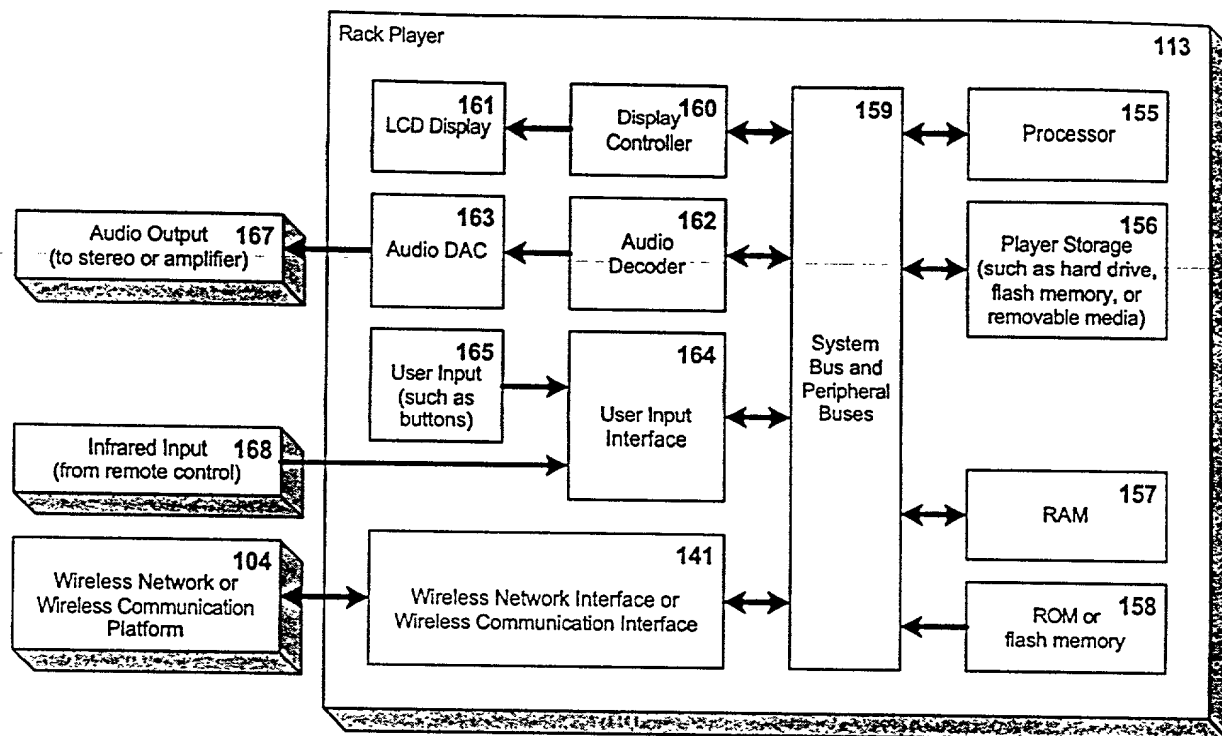 Rack Player
113
161
LCD Display
160
Display
Controller
159
System
Bus and
Peripheral
Buses
155
Processor
Audio Output 167
(to stereo or amplifier)
163
Audio DAC
162
Audio
Decoder
156
Player Storage
(such as hard drive,
flash memory, or
removable media)
165
User Input
(such as
buttons)
164
User Input
Interface
Infrared Input 168
(from remote control)
157
RAM
104
Wireless Network or
Wireless Communication
Platform
141
Wireless Network Interface or
Wireless Communication Interface
ROM or 158
flash memory